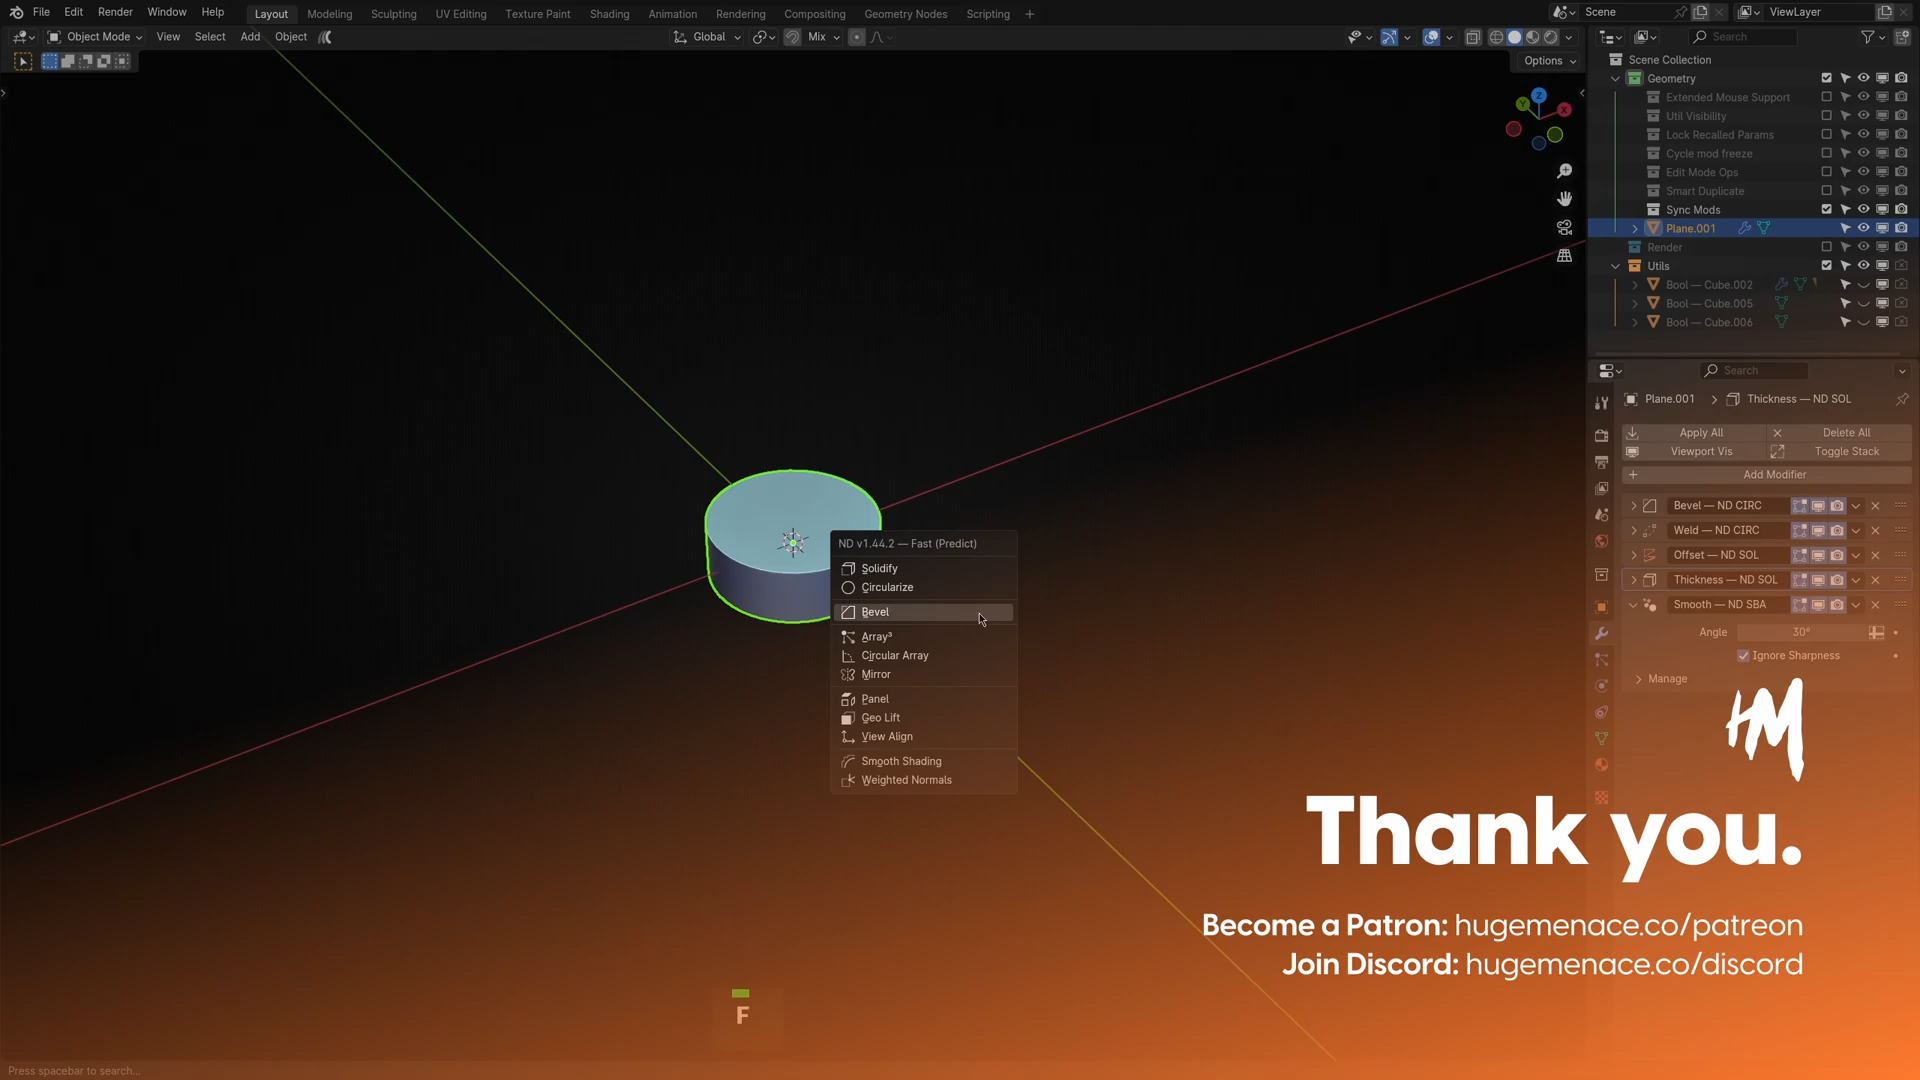 File Edit Render Window Help Layout Modeling Sculpting UV Editing Texture Paint Shading Animation Rendering Compositing Geometry Nodes Scripting + Scene ViewLayer
Object Mode View Select Add Object Global Mix Search
Options
Scene Collection
Geometry
Extended Mouse Support
Util Visibility
Lock Recalled Params
Cycle mod freeze
Edit Mode Ops
Smart Duplicate
Sync Mods
Plane.001
Render
Utils
Bool — Cube.002
Bool — Cube.005
Bool — Cube.006
Search
Plane.001 Thickness — ND SOL
Apply All Delete All
Viewport Vis Toggle Stack
Add Modifier
Bevel — ND CIRC
Weld — ND CIRC
Offset — ND SOL
Thickness — ND SOL
Smooth — ND SBA
Angle 30°
Ignore Sharpness
Manage
Z
Y
X
ND v1.44.2 — Fast (Predict)
Solidify
Circularize
Bevel
Array³
Circular Array
Mirror
Panel
Geo Lift
View Align
Smooth Shading
Weighted Normals
HM
Thank you.
Become a Patron: hugemenace.co/patreon
Join Discord: hugemenace.co/discord
F
Press spacebar to search...